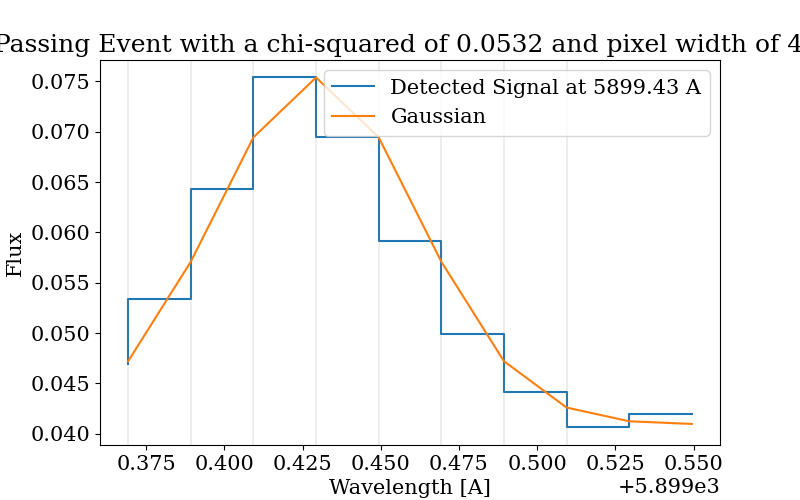 Passing Event with a chi-squared of 0.0532 and pixel width of 4
Detected Signal at 5899.43 A
Gaussian
Flux
0.075
0.070
0.065
0.060
0.055
0.050
0.045
0.040
0.375 0.400 0.425 0.450 0.475 0.500 0.525 0.550
+5.899e3
Wavelength [A]